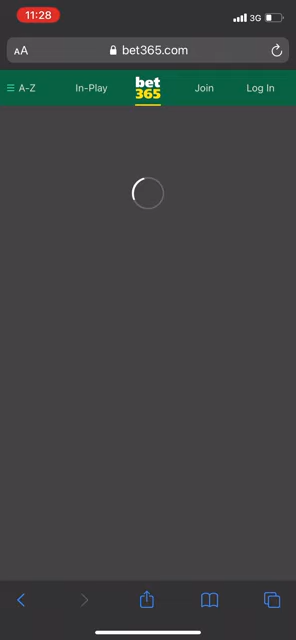 11:28
3G
AA
bet365.com
A-Z
In-Play
bet
365
Join
Log In